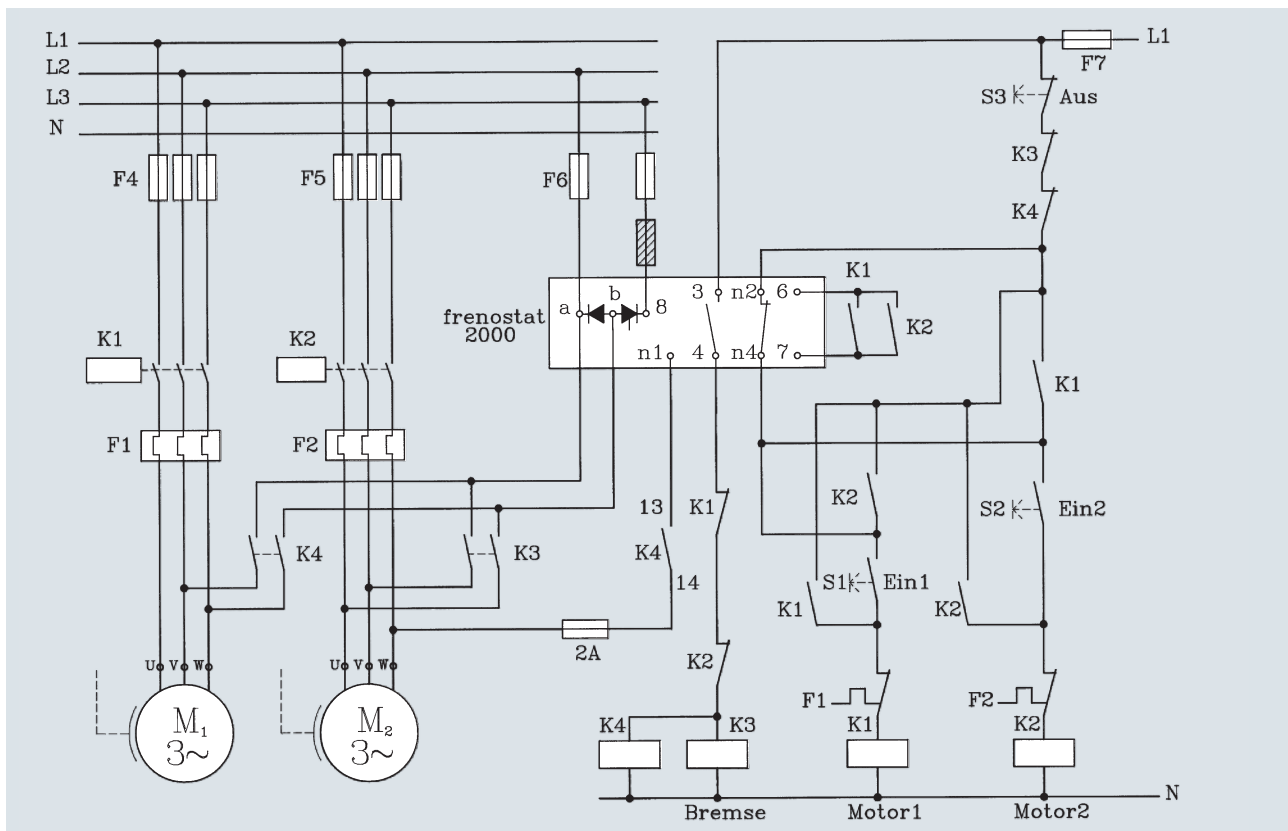 L1
L1
L2
F7
L3
S3
Aus
N
K3
F4
F5
F6
K4
K1
b
3
n2
6
a
8
frenostat
2000
K2
K1
K2
n1
4
n4
7
K1
F1
F2
K1
K2
13
S2
Ein2
K4
K3
K4
14
S1
Ein1
K1
K2
2A
K2
U
V
W
U
V
W
F1
F2
M1
3~
M2
3~
K4
K3
K1
K2
N
Bremse
Motor1
Motor2